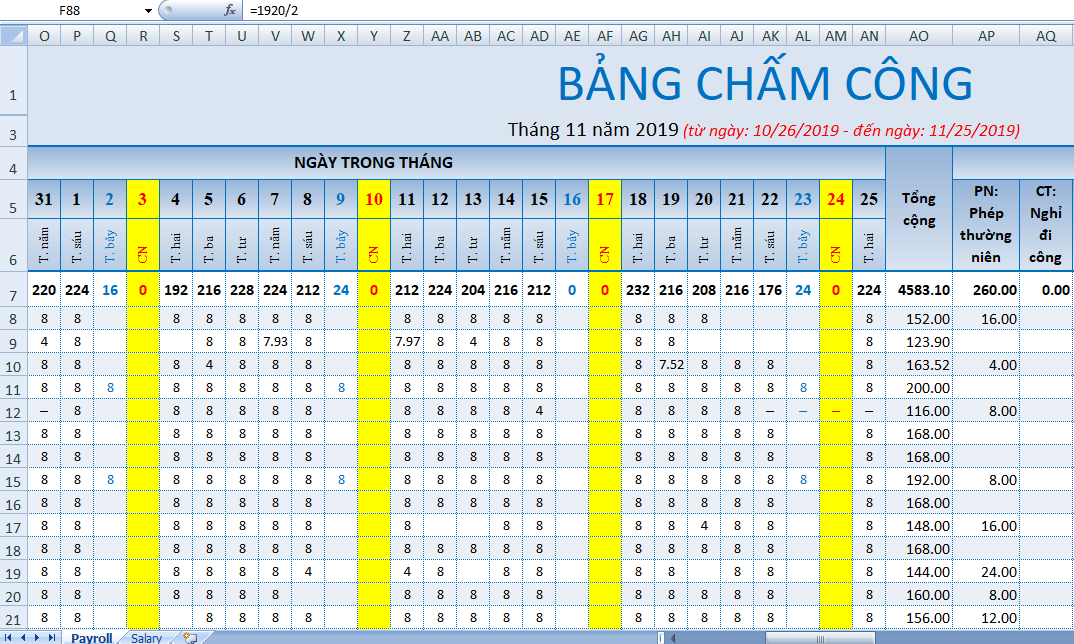 F88 fx =1920/2
O P Q R S T U V W X Y Z AA AB AC AD AE AF AG AH AI AJ AK AL AM AN AO AP AQ
1 BẢNG CHẤM CÔNG
3 Tháng 11 năm 2019 (từ ngày: 10/26/2019 - đến ngày: 11/25/2019)
4 NGÀY TRONG THÁNG
5 31 1 2 3 4 5 6 7 8 9 10 11 12 13 14 15 16 17 18 19 20 21 22 23 24 25
6 T. năm T. sáu T. bảy CN T. hai T. ba T. tư T. năm T. sáu T. bảy CN T. hai T. ba T. tư T. năm T. sáu T. bảy CN T. hai T. ba T. tư T. năm T. sáu T. bảy CN T. hai
Tổng
cộng
PN:
Phép
thường
niên
CT:
Nghỉ
đi
công
7 220 224 16 0 192 216 228 224 212 24 0 212 224 204 216 212 0 0 232 216 208 216 176 24 0 224 4583.10 260.00 0.00
8 8 8 8 8 8 8 8 8 8 8 8 8 8 8 8 8 152.00 16.00
9 4 8 8 8 7.93 8 7.97 8 4 8 8 8 8 8 123.90
10 8 8 8 4 8 8 8 8 8 8 8 8 8 7.52 8 8 8 8 163.52 4.00
11 8 8 8 8 8 8 8 8 8 8 8 8 8 8 8 8 8 8 8 8 8 200.00
12 – 8 8 8 8 8 8 8 8 8 8 4 8 8 8 8 – – – – 116.00 8.00
13 8 8 8 8 8 8 8 8 8 8 8 8 8 8 8 8 8 8 168.00
14 8 8 8 8 8 8 8 8 8 8 8 8 8 8 8 8 8 8 168.00
15 8 8 8 8 8 8 8 8 8 8 8 8 8 8 8 8 8 8 8 8 8 192.00 8.00
16 8 8 8 8 8 8 8 8 8 8 8 8 8 8 8 8 8 8 168.00
17 8 8 8 8 8 8 8 8 8 8 8 8 4 8 8 8 148.00 16.00
18 8 8 8 8 8 8 8 8 8 8 8 8 8 8 8 8 8 8 168.00
19 8 8 8 8 8 8 4 4 8 8 8 8 8 8 8 8 144.00 24.00
20 8 8 8 8 8 8 8 8 8 8 8 8 8 8 8 8 8 160.00 8.00
21 8 8 8 8 8 8 8 8 8 8 8 8 8 8 8 8 8 156.00 12.00
Payroll Salary